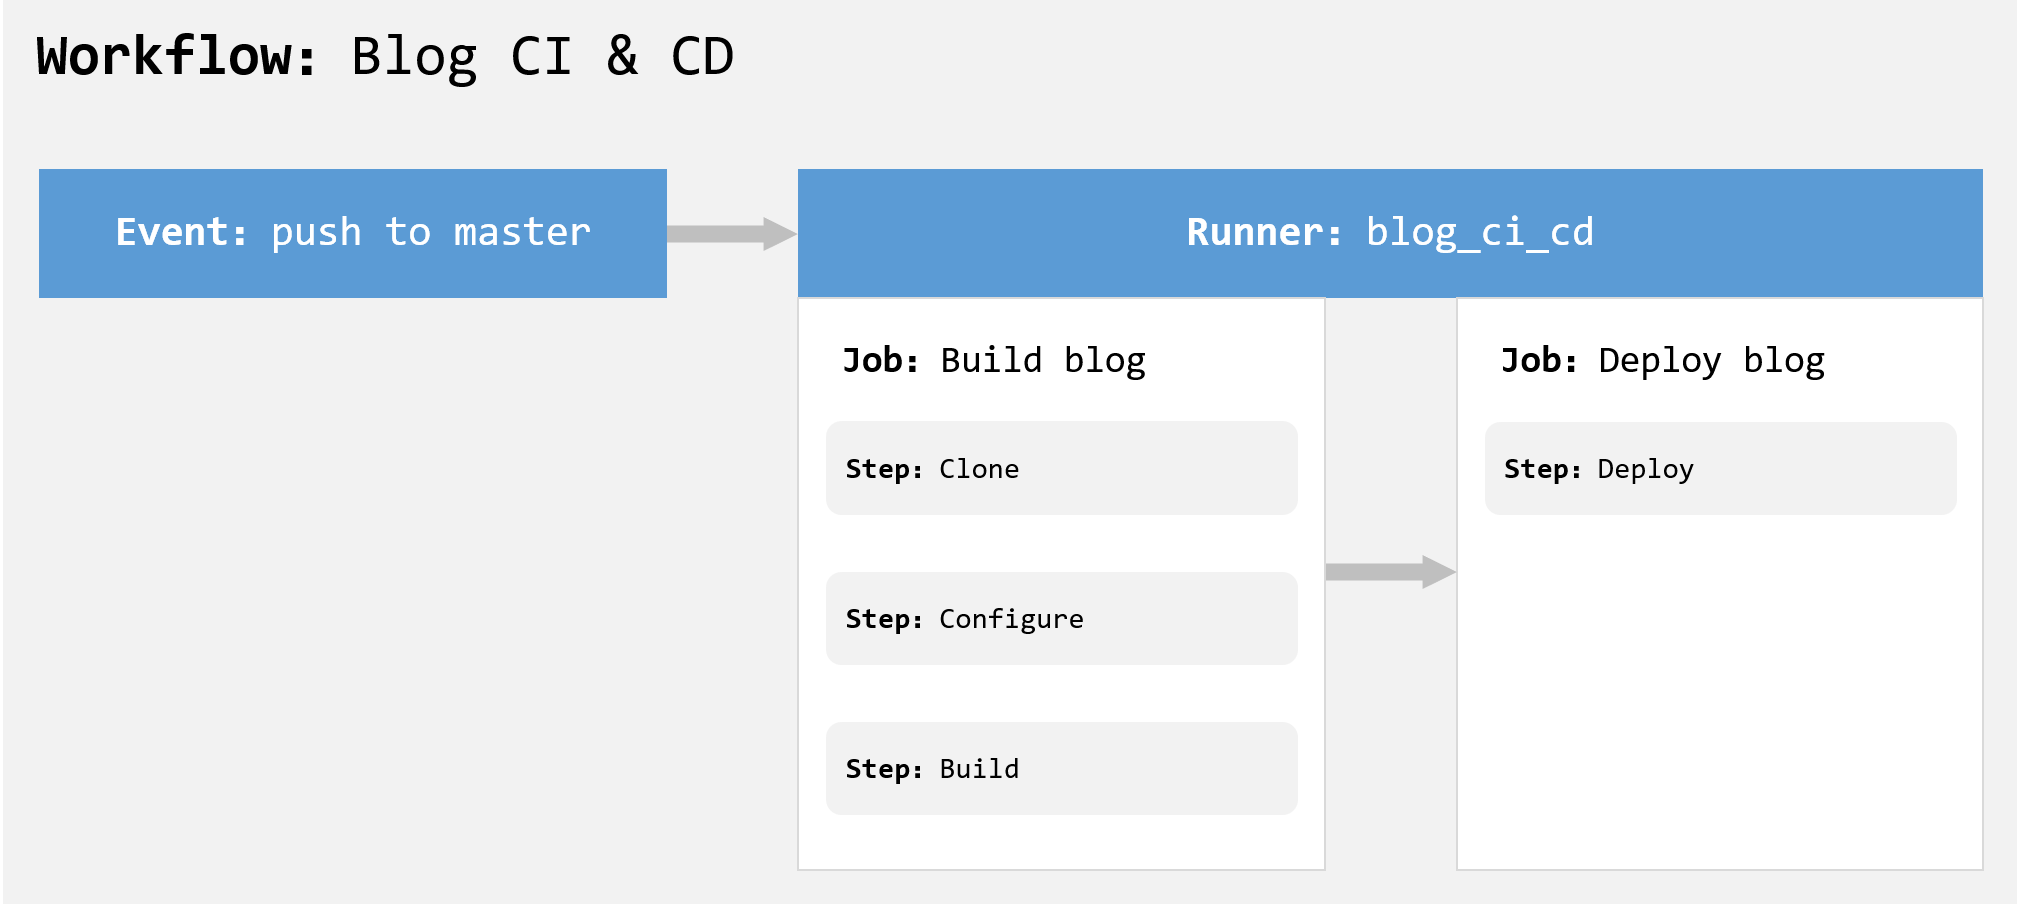 Workflow: Blog CI & CD
Event: push to master
Runner: blog_ci_cd
Job: Build blog
Step: Clone
Step: Configure
Step: Build
Job: Deploy blog
Step: Deploy